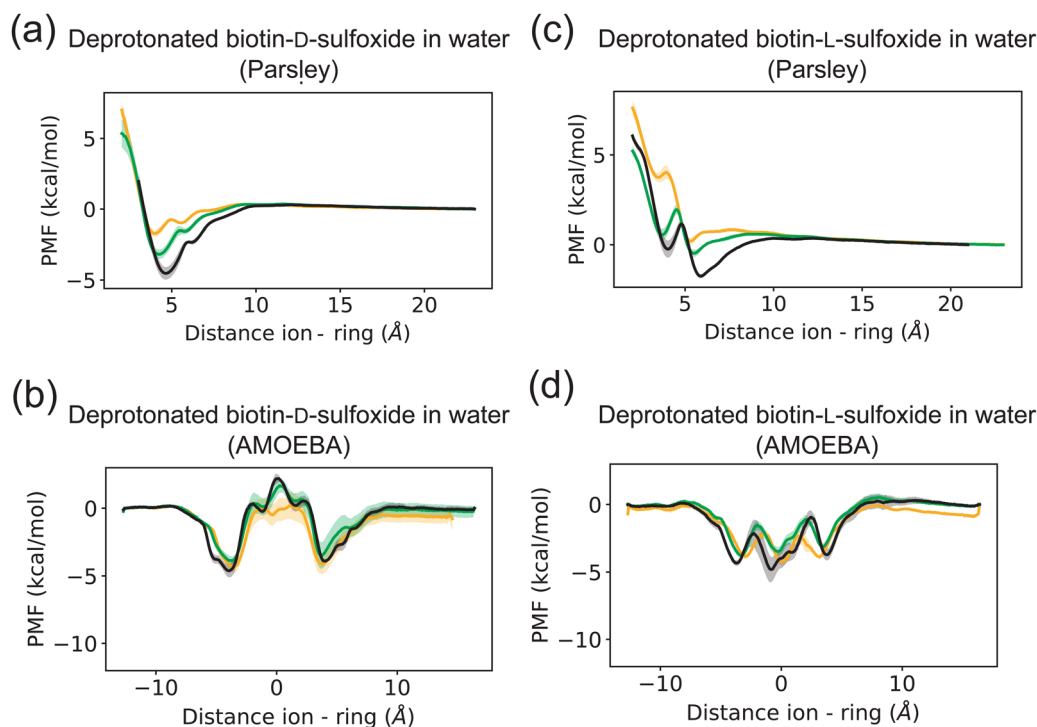 (a)
Deprotonated biotin-D-sulfoxide in water
(Parsley)
PMF (kcal/mol)
5
0
−5
5
10
15
20
Distance ion - ring (Å)
(c)
Deprotonated biotin-L-sulfoxide in water
(Parsley)
PMF (kcal/mol)
5
0
5
10
15
20
Distance ion - ring (Å)
(b)
Deprotonated biotin-D-sulfoxide in water
(AMOEBA)
PMF (kcal/mol)
0
−5
−10
−10
0
10
Distance ion - ring (Å)
(d)
Deprotonated biotin-L-sulfoxide in water
(AMOEBA)
PMF (kcal/mol)
0
−5
−10
−10
0
10
Distance ion - ring (Å)